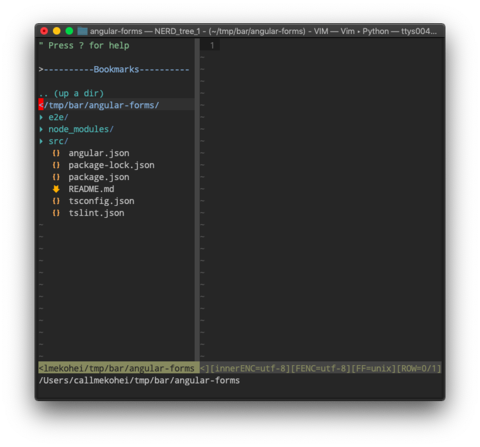 angular-forms — NERD_tree_1 - (~/tmp/bar/angular-forms) - VIM — Vim • Python — ttys004...
" Press ? for help
1
>----------Bookmarks----------
.. (up a dir)
</tmp/bar/angular-forms/
▸ e2e/
▸ node_modules/
▸ src/
{} angular.json
{} package-lock.json
{} package.json
README.md
{} tsconfig.json
{} tslint.json
<lmekohei/tmp/bar/angular-forms <][innerENC=utf-8][FENC=utf-8][FF=unix][ROW=0/1]
/Users/callmekohei/tmp/bar/angular-forms